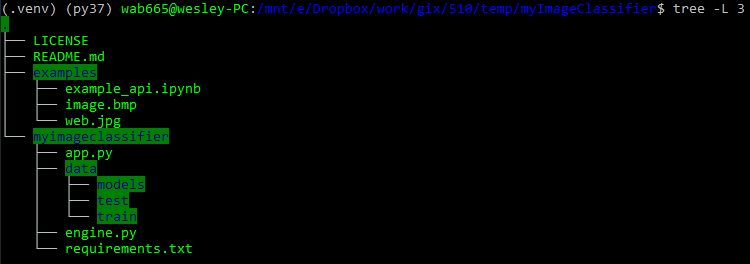 (.venv) (py37) wab665@wesley-PC:/mnt/e/Dropbox/work/gix/510/temp/myImageClassifier$ tree -L 3
.
├── LICENSE
├── README.md
├── examples
│   ├── example_api.ipynb
│   ├── image.bmp
│   └── web.jpg
└── myimageclassifier
    ├── app.py
    ├── data
    │   ├── models
    │   ├── test
    │   └── train
    ├── engine.py
    └── requirements.txt